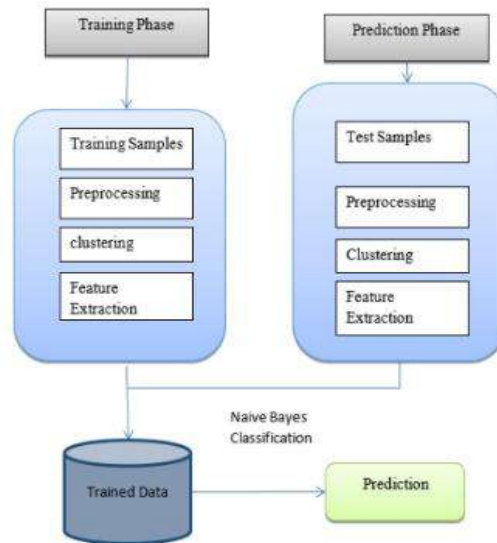 Training Phase
Prediction Phase
Training Samples
Preprocessing
clustering
Feature
Extraction
Test Samples
Preprocessing
Clustering
Feature
Extraction
Naive Bayes
Classification
Trained Data
Prediction